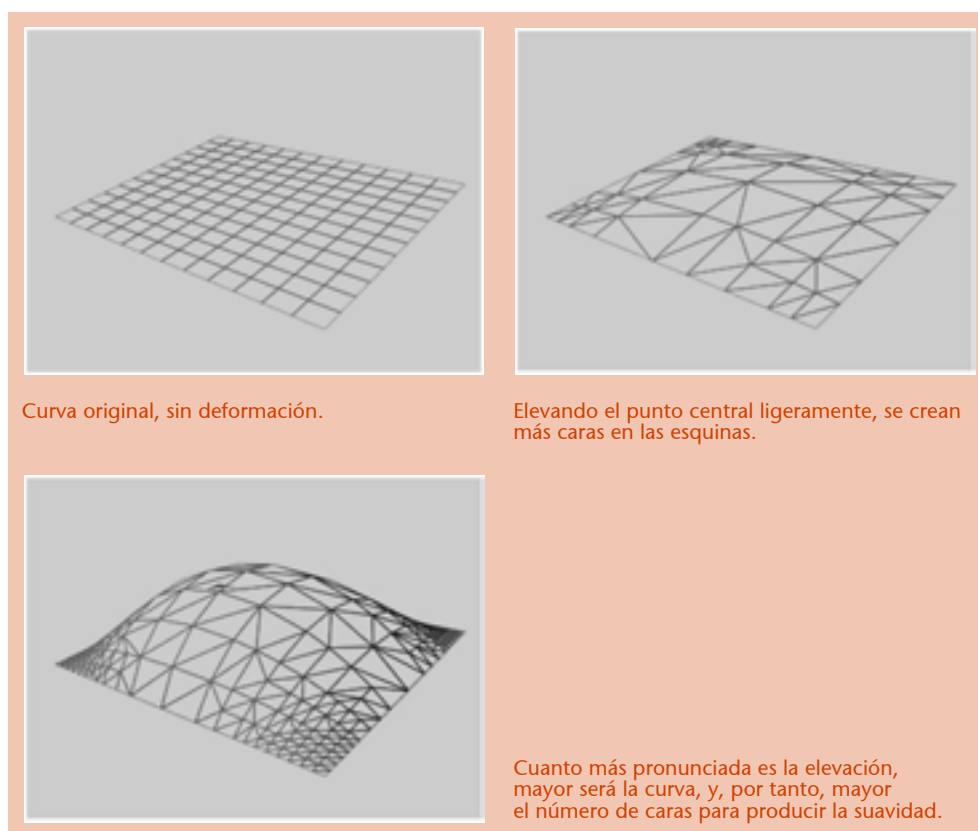 Curva original, sin deformación.
Elevando el punto central ligeramente, se crean
más caras en las esquinas.
Cuanto más pronunciada es la elevación,
mayor será la curva, y, por tanto, mayor
el número de caras para producir la suavidad.